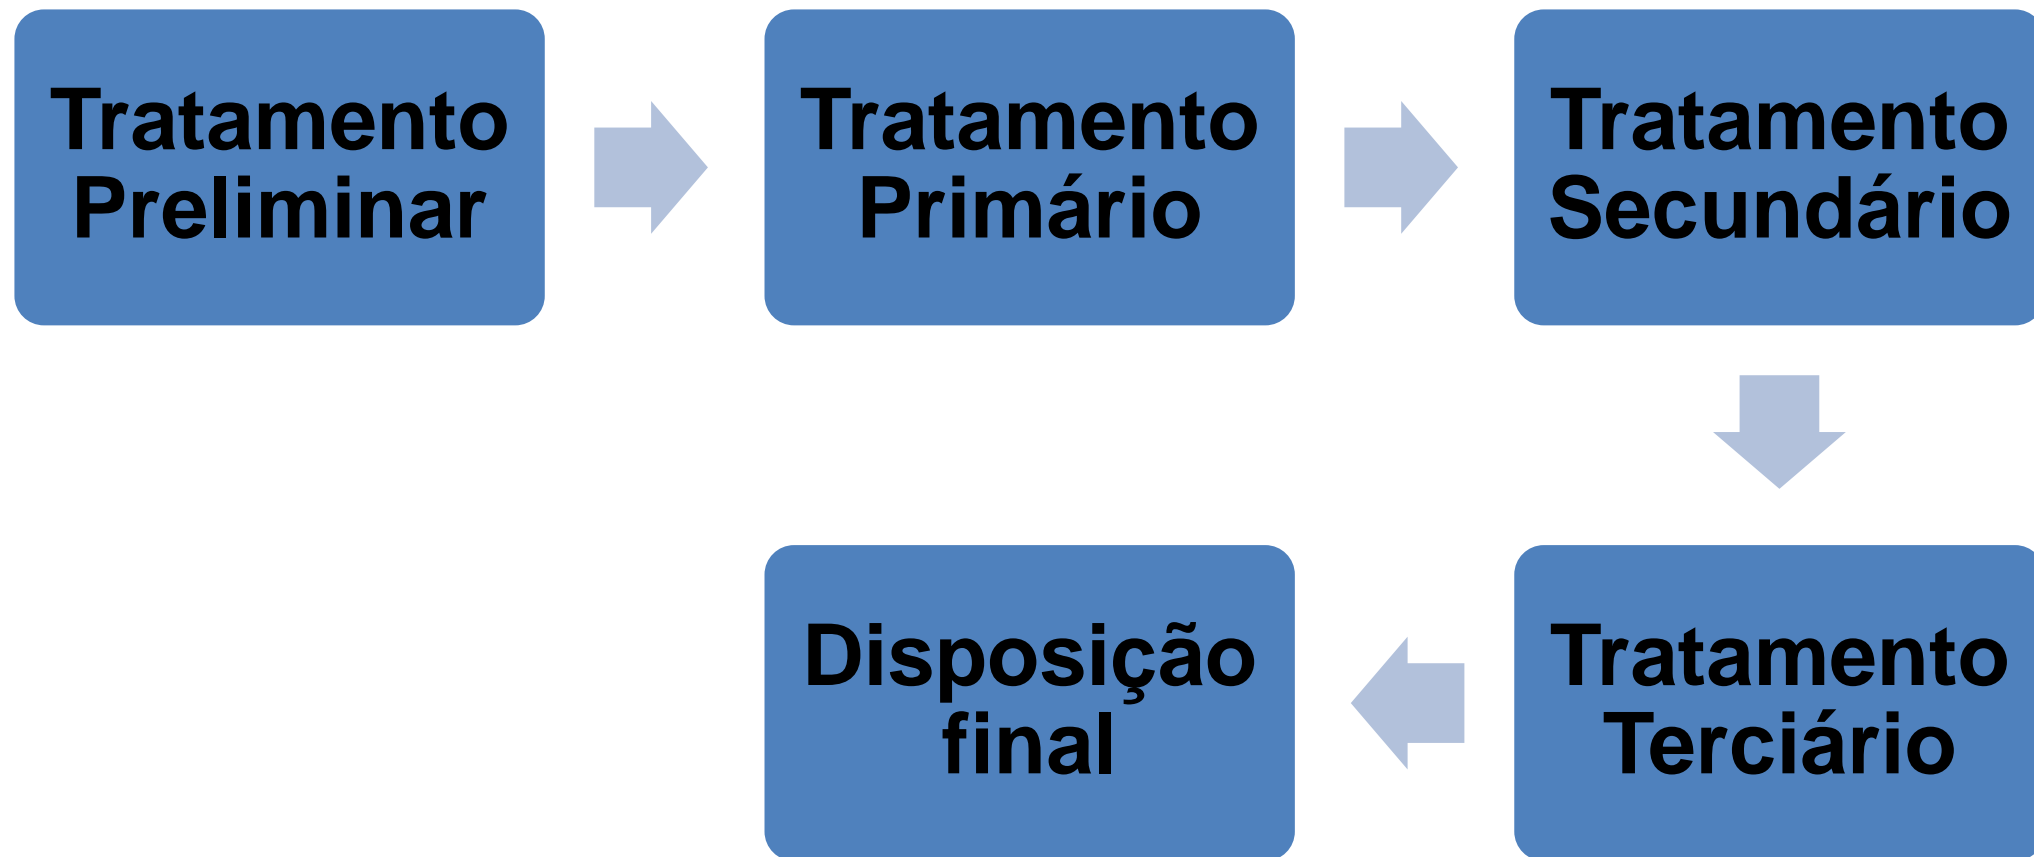 Tratamento
Preliminar
Tratamento
Primário
Tratamento
Secundário
Tratamento
Terciário
Disposição
final